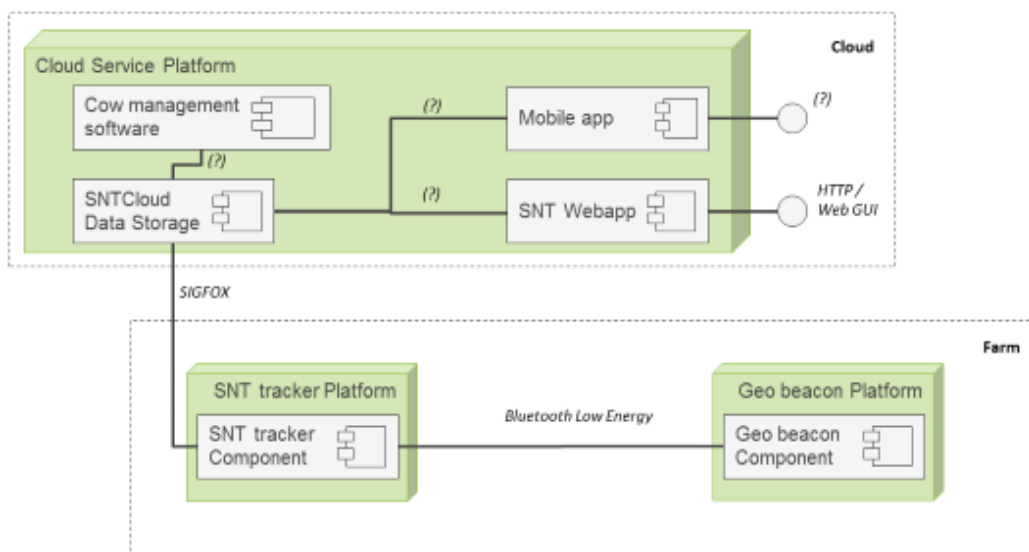 Cloud
Cloud Service Platform
Cow management
software
(?)
Mobile app
(?)
(?)
SNTCloud
Data Storage
(?)
SNT Webapp
HTTP /
Web GUI
SIGFOX
Farm
SNT tracker Platform
Geo beacon Platform
SNT tracker
Component
Bluetooth Low Energy
Geo beacon
Component